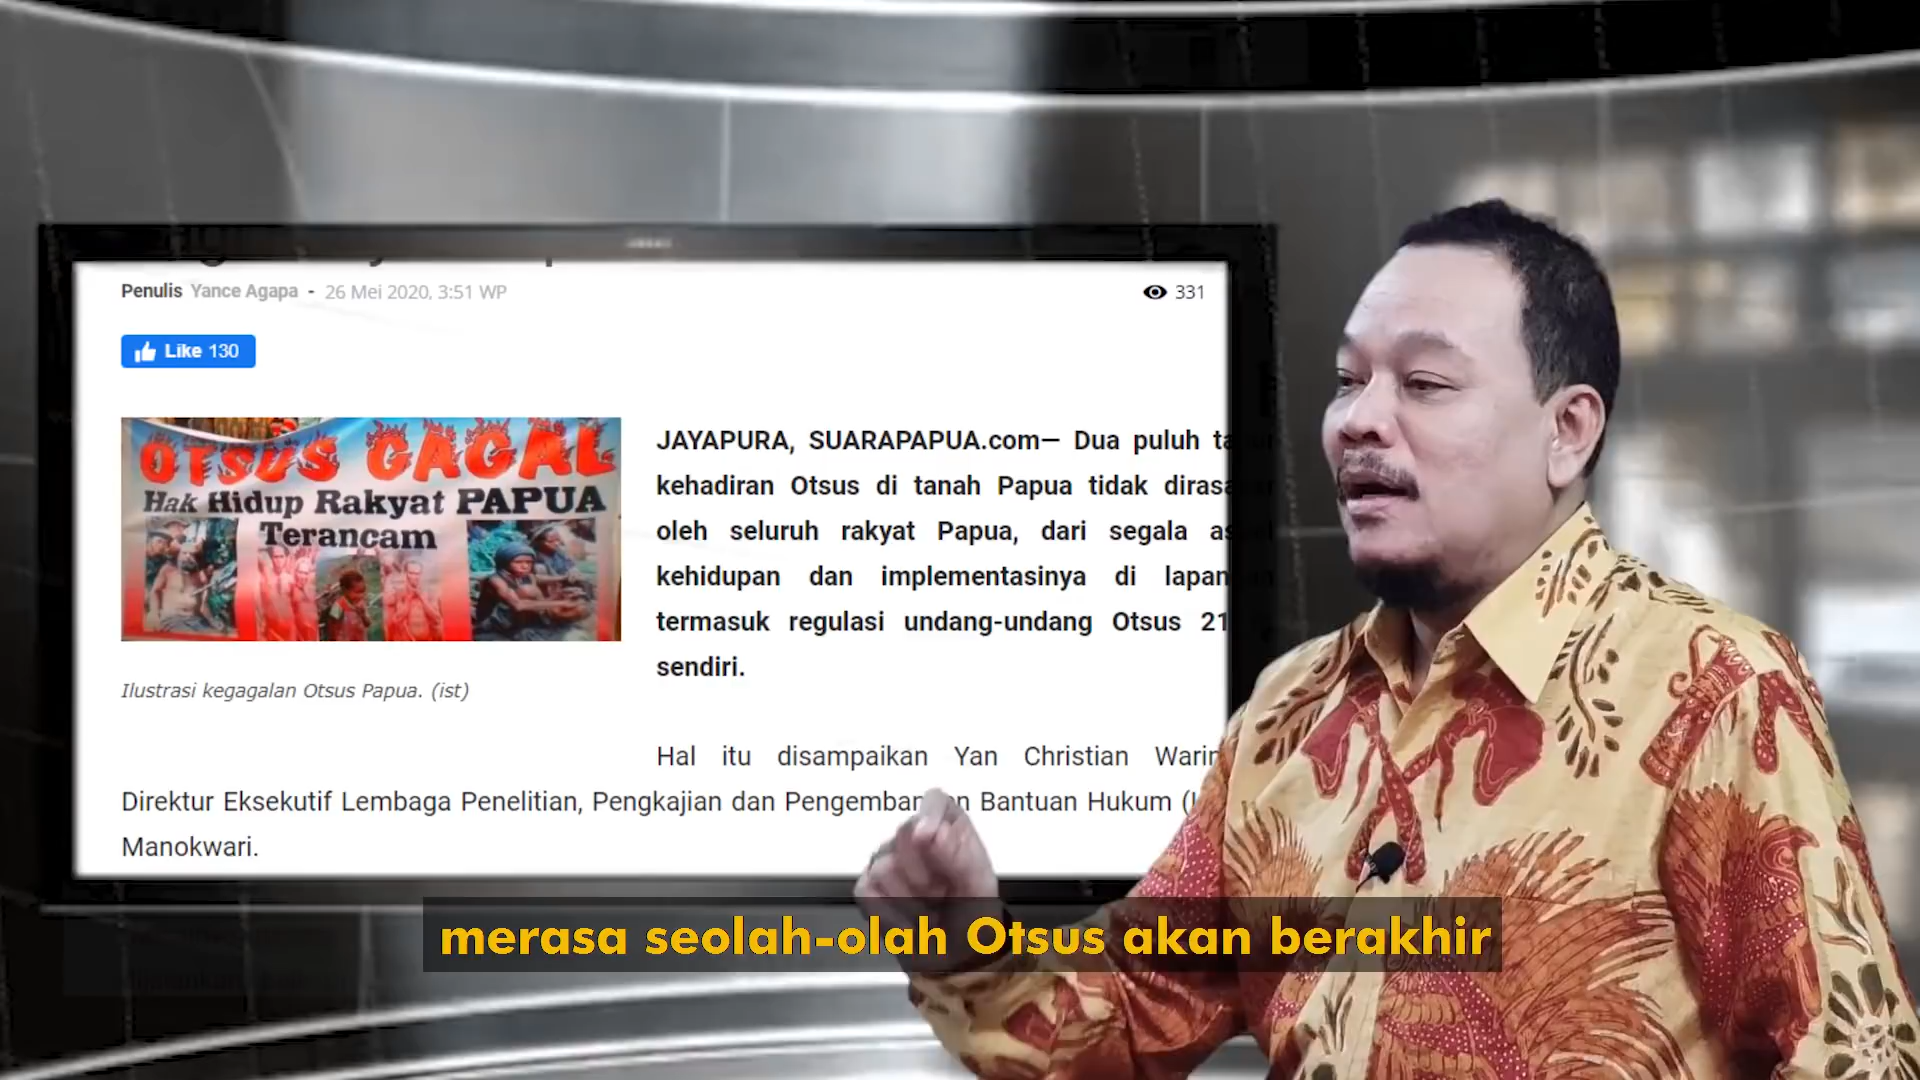 Penulis Yance Agapa - 26 Mei 2020, 3:51 WP
331
Like 130
OTSUS GAGAL
Hak Hidup Rakyat PAPUA
Terancam
Ilustrasi kegagalan Otsus Papua. (ist)
JAYAPURA, SUARAPAPUA.com— Dua puluh
kehadiran Otsus di tanah Papua tidak
oleh seluruh rakyat Papua, dari segala
kehidupan dan implementasinya di
termasuk regulasi undang-undang Otsus 21
sendiri.
Hal itu disampaikan Yan Christian
Direktur Eksekutif Lembaga Penelitian, Pengkajian dan Pengembangan Bantuan Hukum
Manokwari.
merasa seolah-olah Otsus akan berakhir